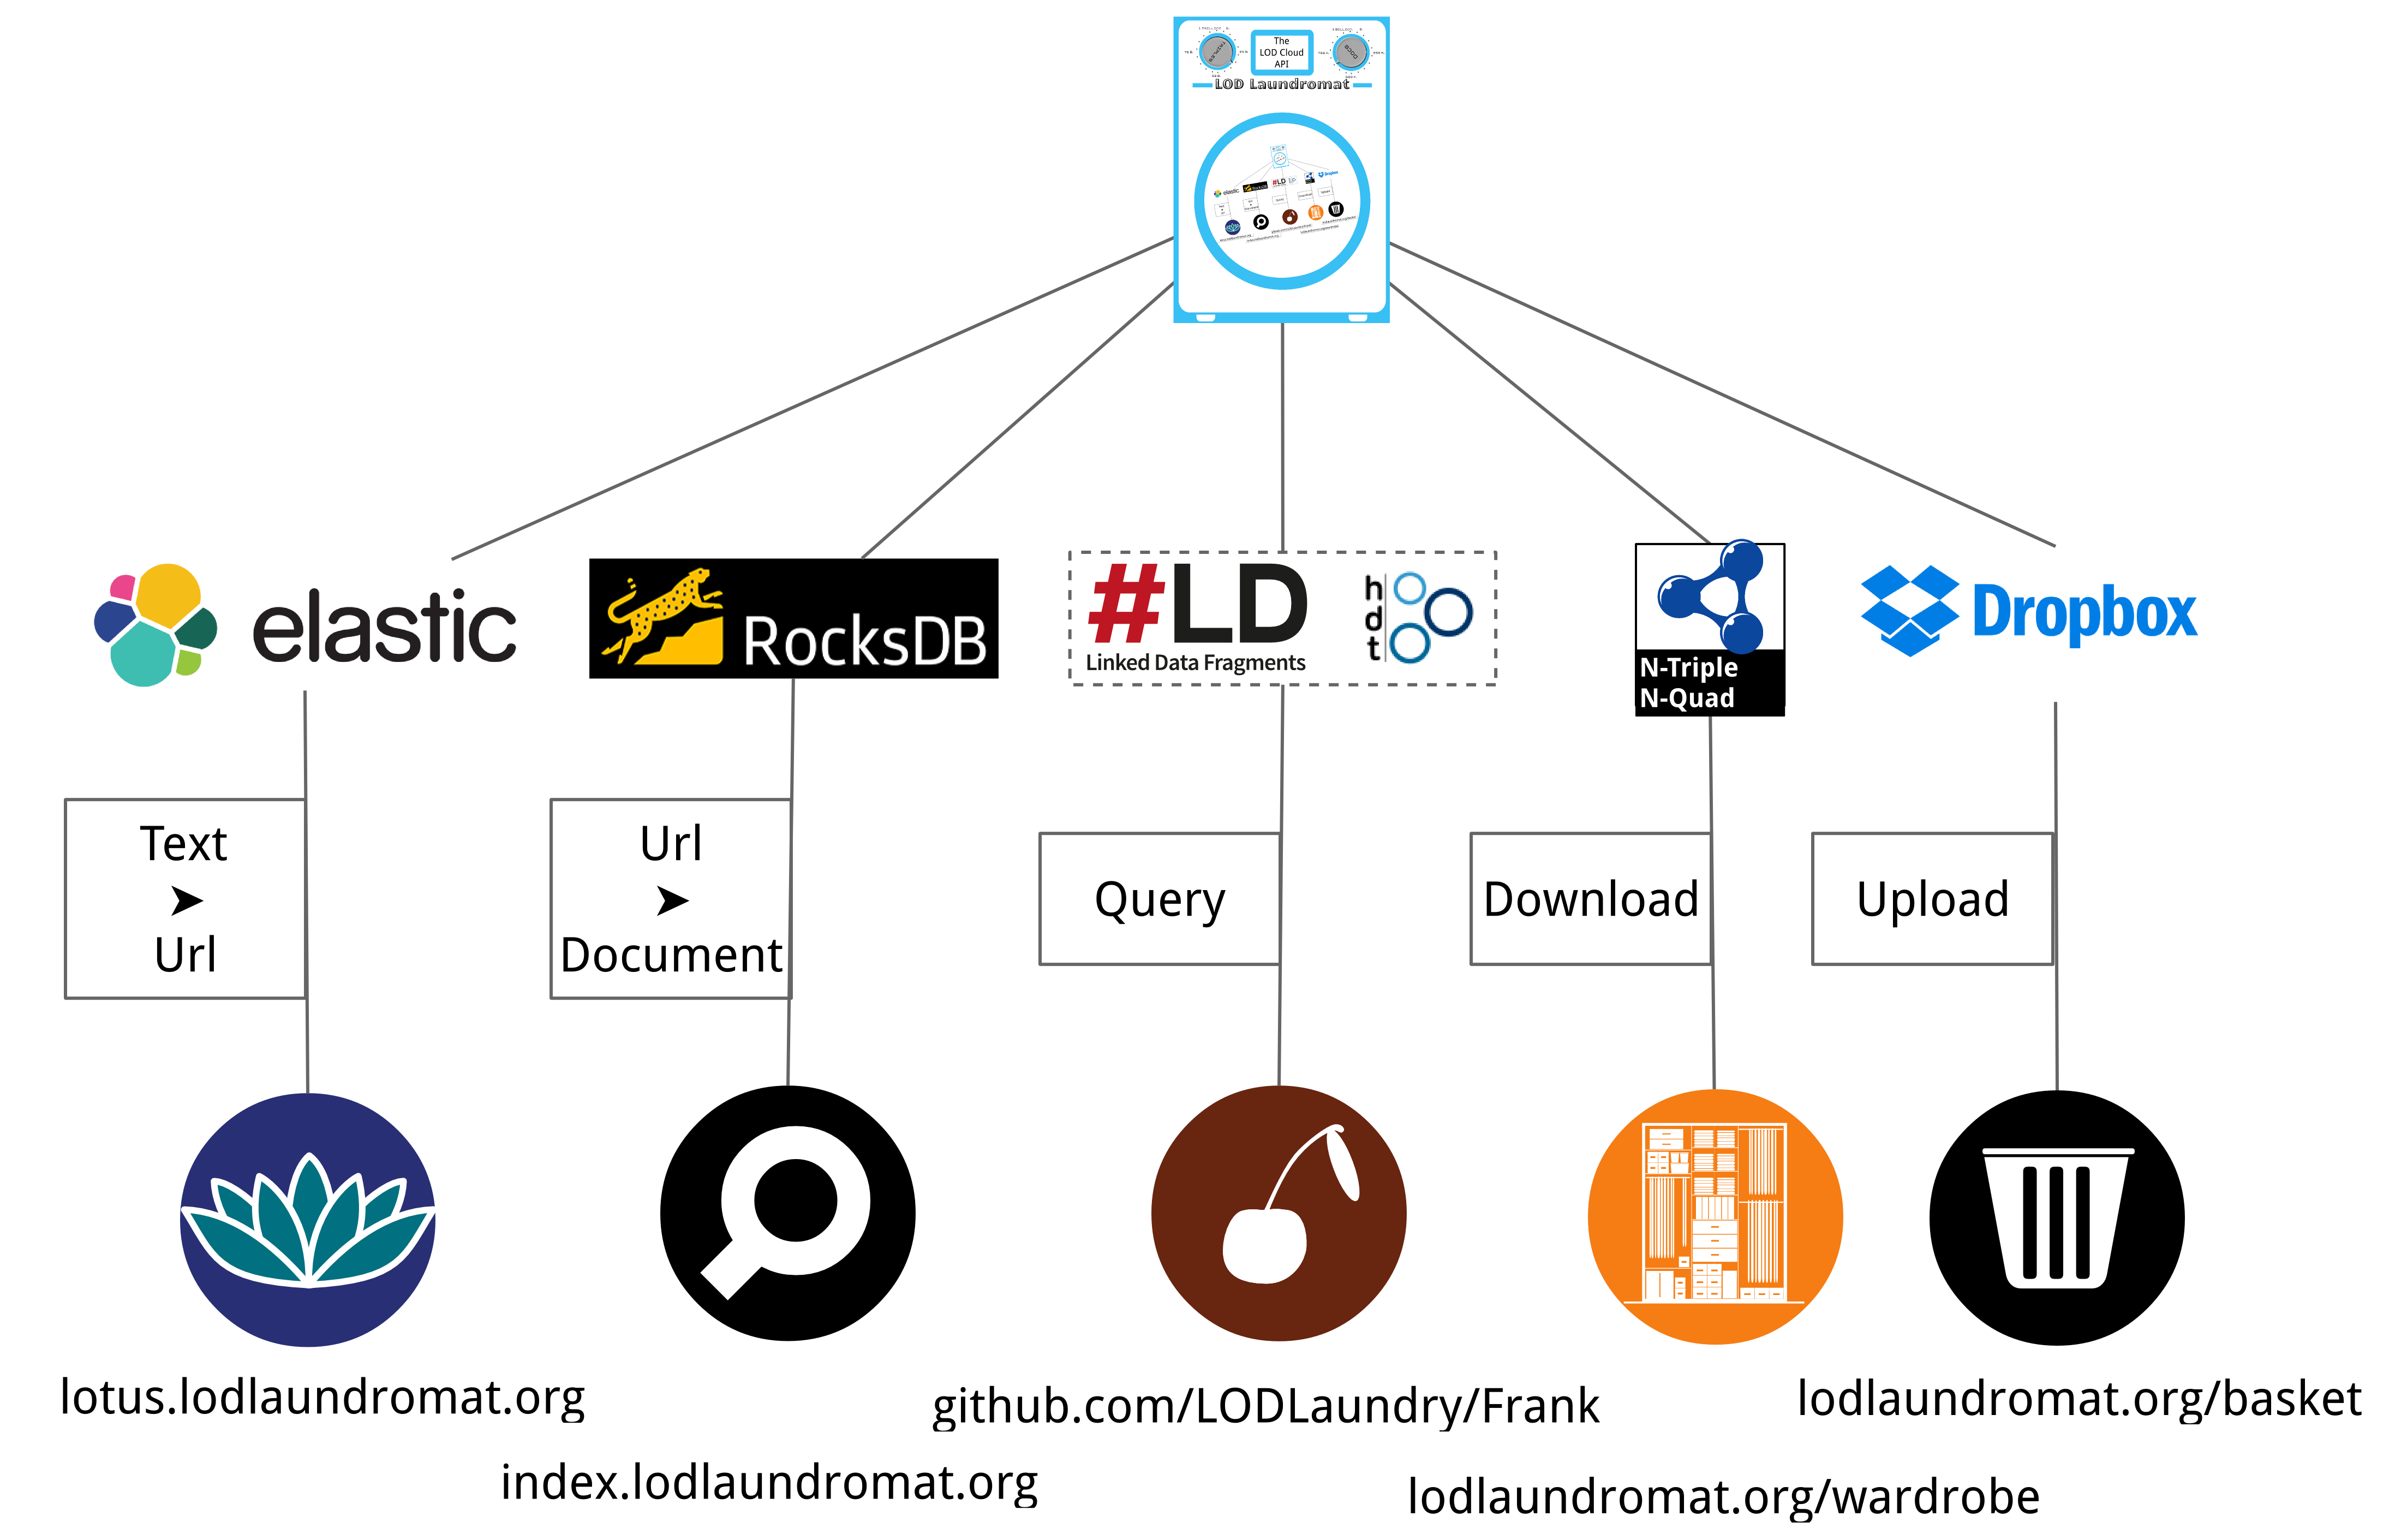 The
LOD Cloud
API
LOD Laundromat
elastic
RocksDB
#LD
Linked Data Fragments
hdt
N-Triple
N-Quad
Dropbox
Text
➤
Url
Url
➤
Document
Query
Download
Upload
lotus.lodlaundromat.org
index.lodlaundromat.org
github.com/LODLaundry/Frank
lodlaundromat.org/wardrobe
lodlaundromat.org/basket